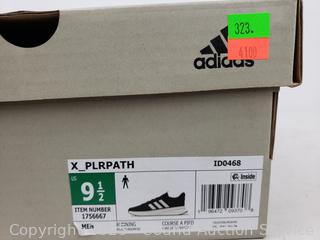 323.
4100
adidas
X_PLRPATH
ID0468
US
9 1/2
ITEM NUMBER
1756667
MEN
Inside
RUNNING
COURSE A PIED